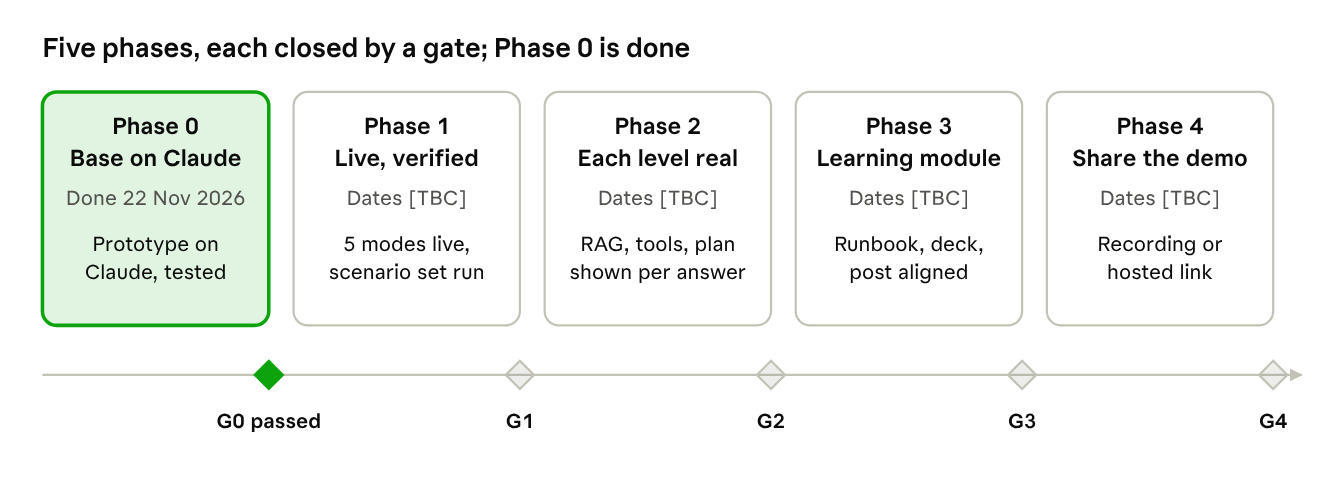 Five phases, each closed by a gate; Phase 0 is done
Phase 0
Base on Claude
Done 22 Nov 2026
Prototype on
Claude, tested
Phase 1
Live, verified
Dates [TBC]
5 modes live,
scenario set run
Phase 2
Each level real
Dates [TBC]
RAG, tools, plan
shown per answer
Phase 3
Learning module
Dates [TBC]
Runbook, deck,
post aligned
Phase 4
Share the demo
Dates [TBC]
Recording or
hosted link
G0 passed
G1
G2
G3
G4